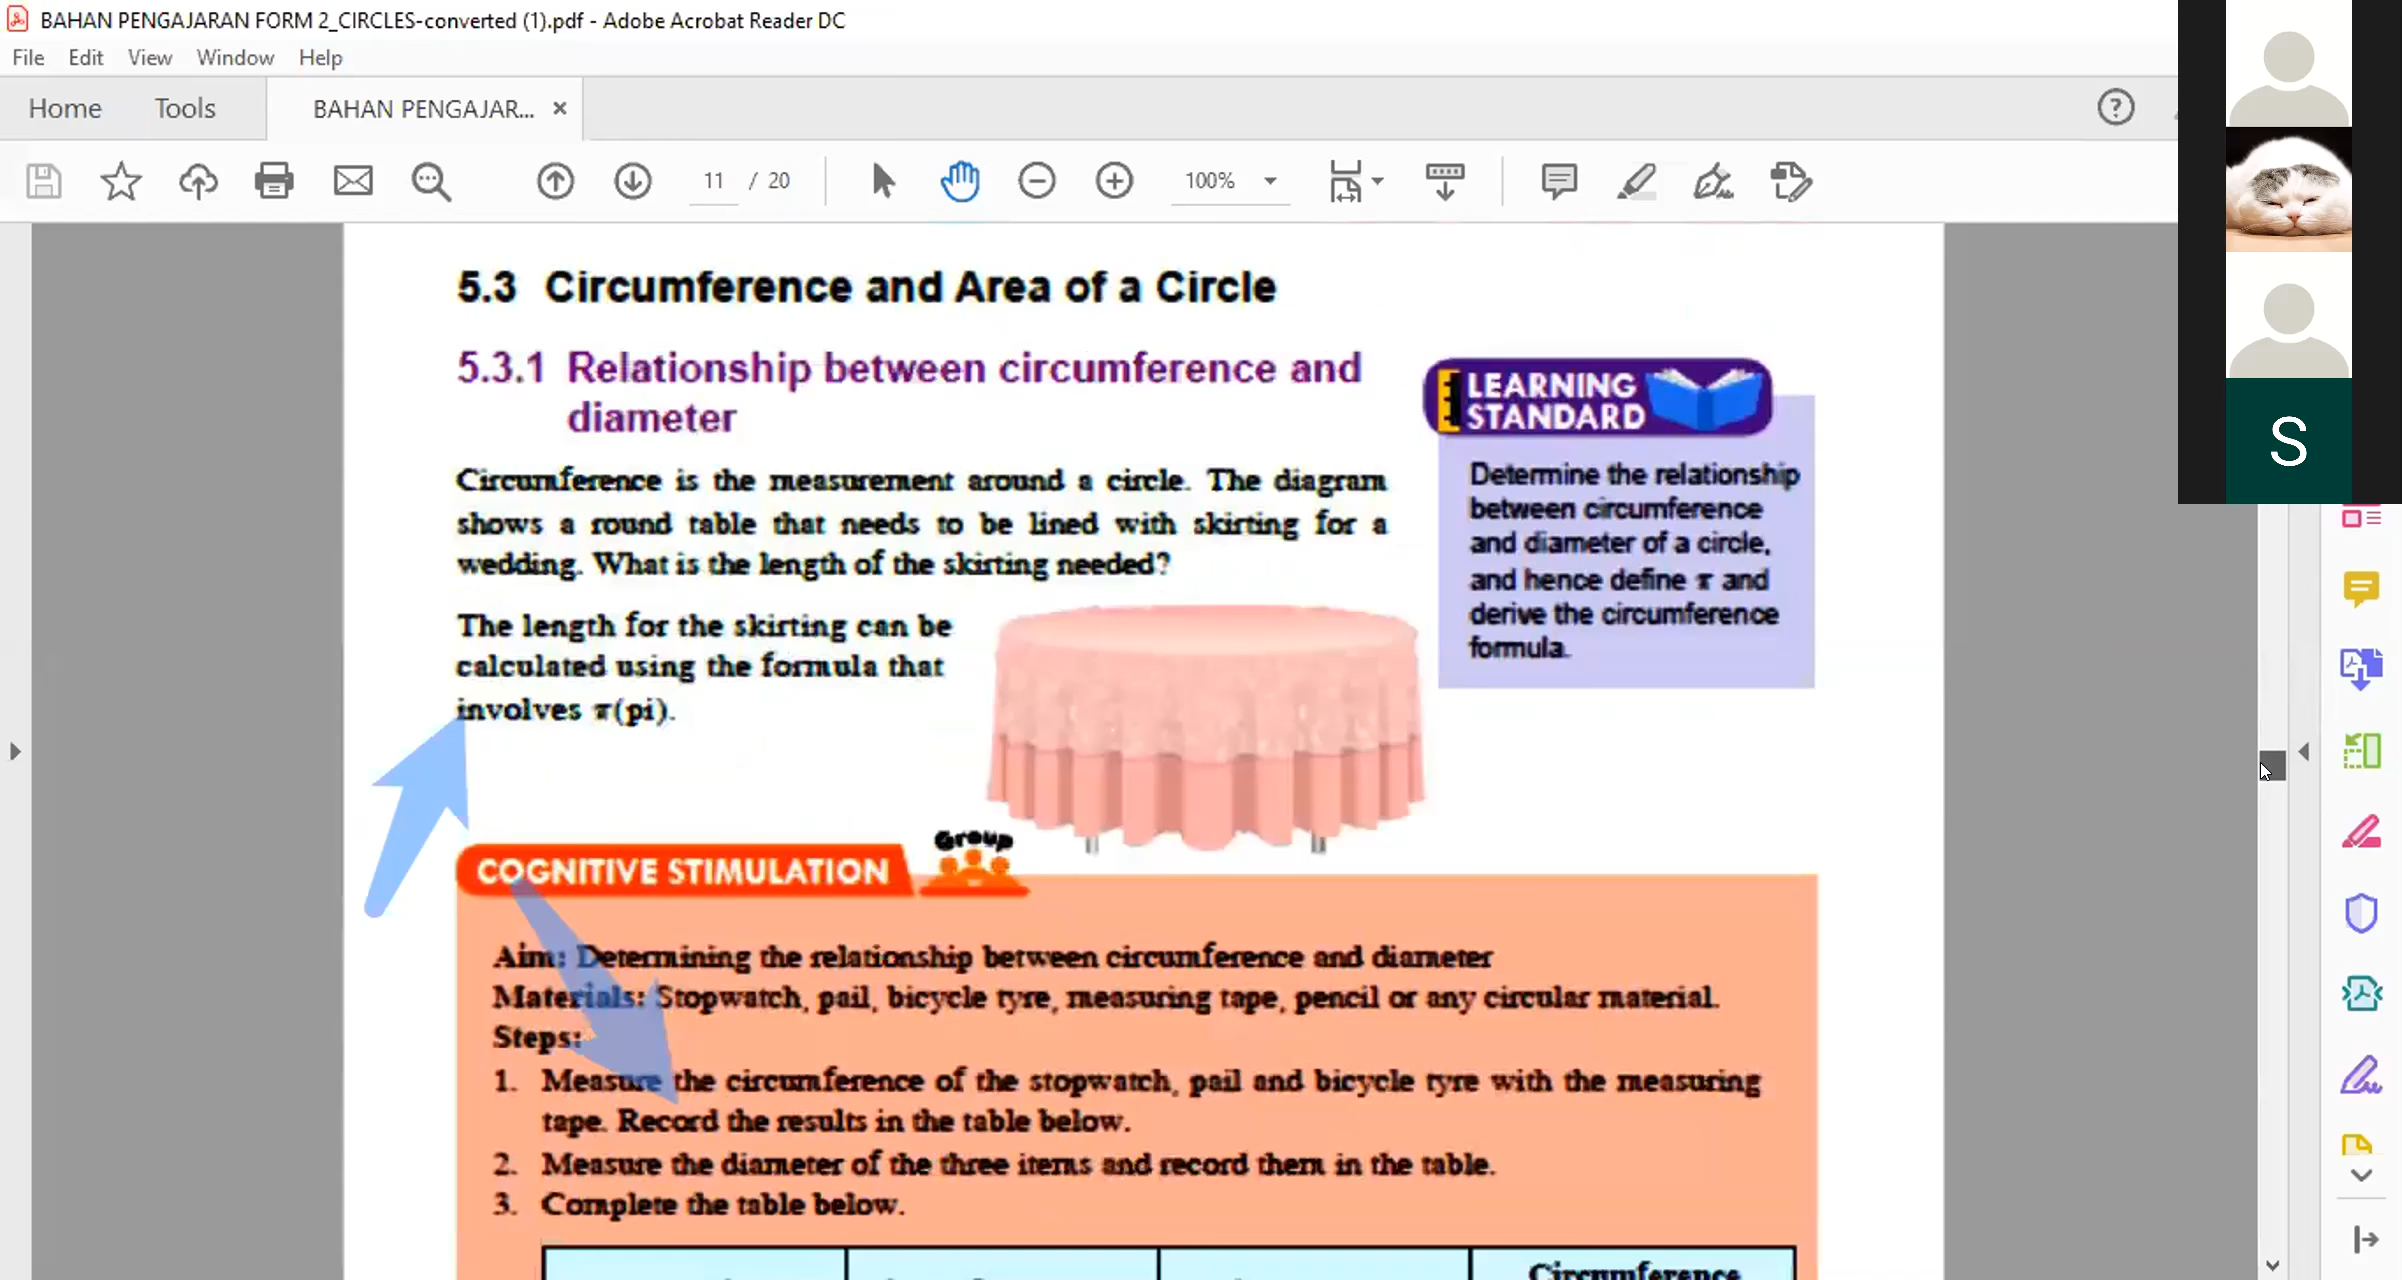 BAHAN PENGAJARAN FORM 2_CIRCLES-converted (1).pdf - Adobe Acrobat Reader DC
File Edit View Window Help
Home Tools BAHAN PENGAJAR... ×
11 / 20 100%
5.3 Circumference and Area of a Circle
5.3.1 Relationship between circumference and
diameter
Circumference is the measurement around a circle. The diagram
shows a round table that needs to be lined with skirting for a
wedding. What is the length of the skirting needed?
The length for the skirting can be
calculated using the formula that
involves π(pi).
LEARNING
STANDARD
Determine the relationship
between circumference
and diameter of a circle,
and hence define π and
derive the circumference
formula.
S
COGNITIVE STIMULATION
Group
Aim: Determining the relationship between circumference and diameter
Materials: Stopwatch, pail, bicycle tyre, measuring tape, pencil or any circular material.
Steps:
1. Measure the circumference of the stopwatch, pail and bicycle tyre with the measuring
tape. Record the results in the table below.
2. Measure the diameter of the three items and record them in the table.
3. Complete the table below.
Circumference